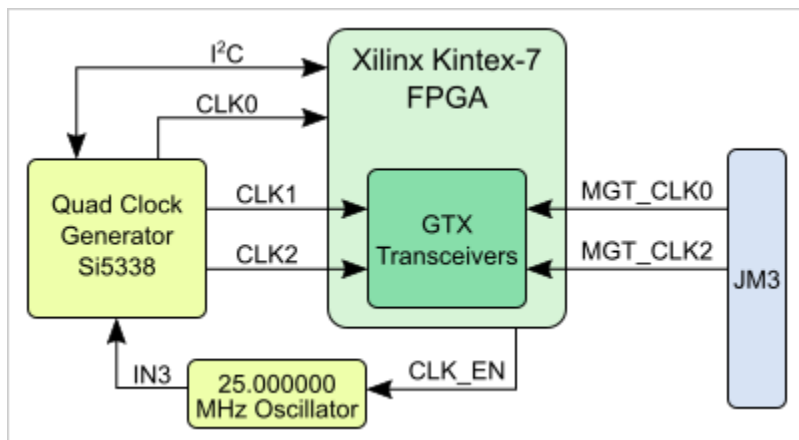 I²C
Xilinx Kintex-7
FPGA
CLK0
Quad Clock
Generator
Si5338
CLK1
CLK2
GTX
Transceivers
MGT_CLK0
MGT_CLK2
JM3
IN3
25.000000
MHz Oscillator
CLK_EN